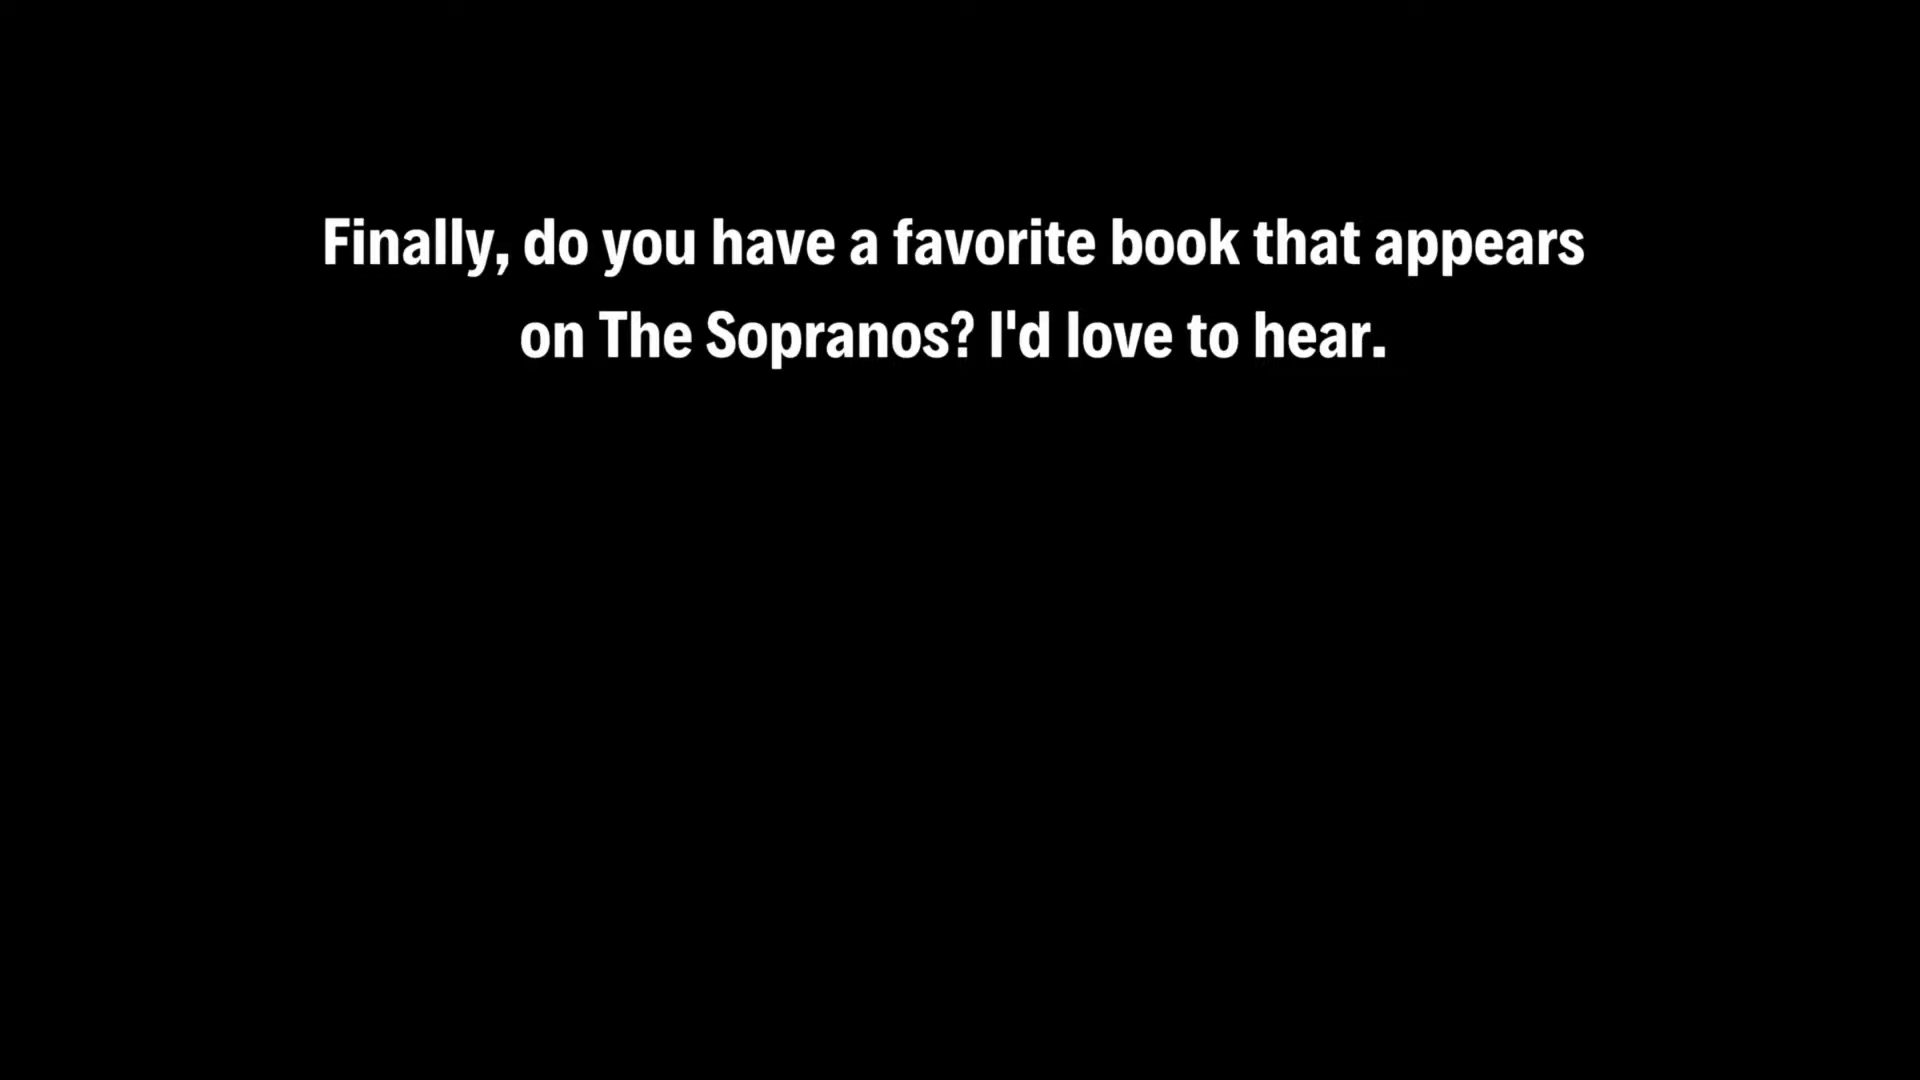 Finally, do you have a favorite book that appears
on The Sopranos? I'd love to hear.